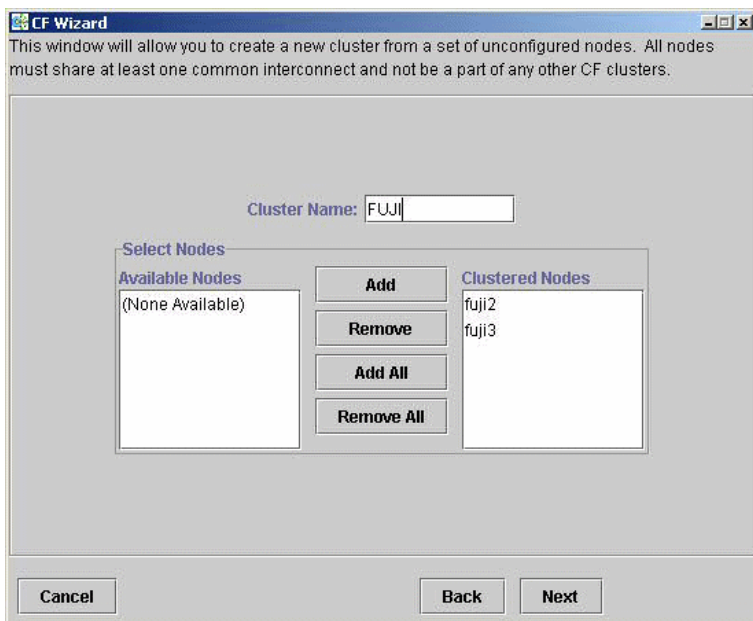 CF Wizard
This window will allow you to create a new cluster from a set of unconfigured nodes. All nodes
must share at least one common interconnect and not be a part of any other CF clusters.
Cluster Name: FUJI
Select Nodes
Available Nodes
(None Available)
Add
Remove
Add All
Remove All
Clustered Nodes
fuji2
fuji3
Cancel
Back
Next